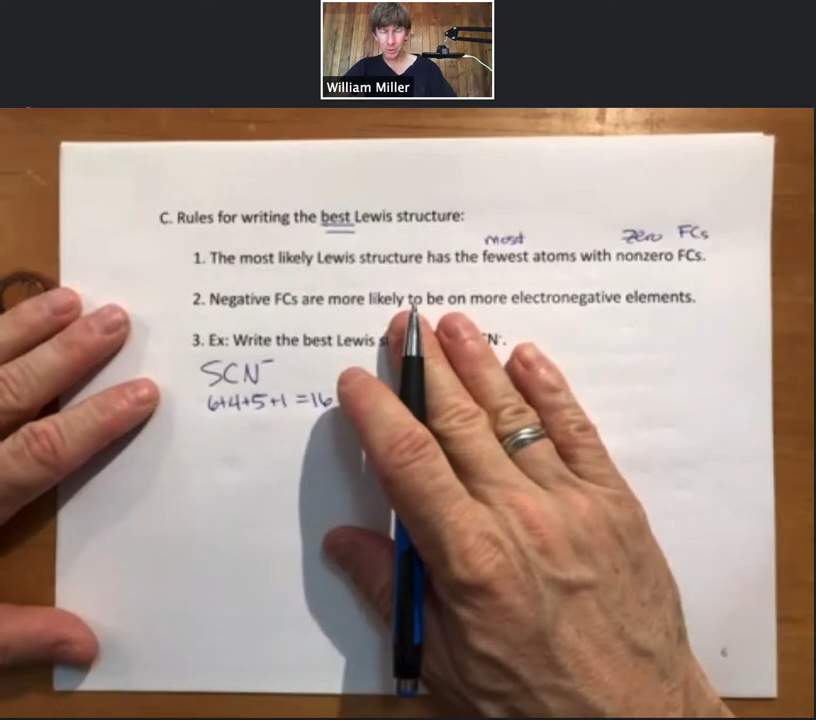 William Miller
C. Rules for writing the best Lewis structure:
most zero FCs
1. The most likely Lewis structure has the fewest atoms with nonzero FCs.
2. Negative FCs are more likely to be on more electronegative elements.
3. Ex: Write the best Lewis N⁻.
SCN⁻
6+4+5+1 =16
6